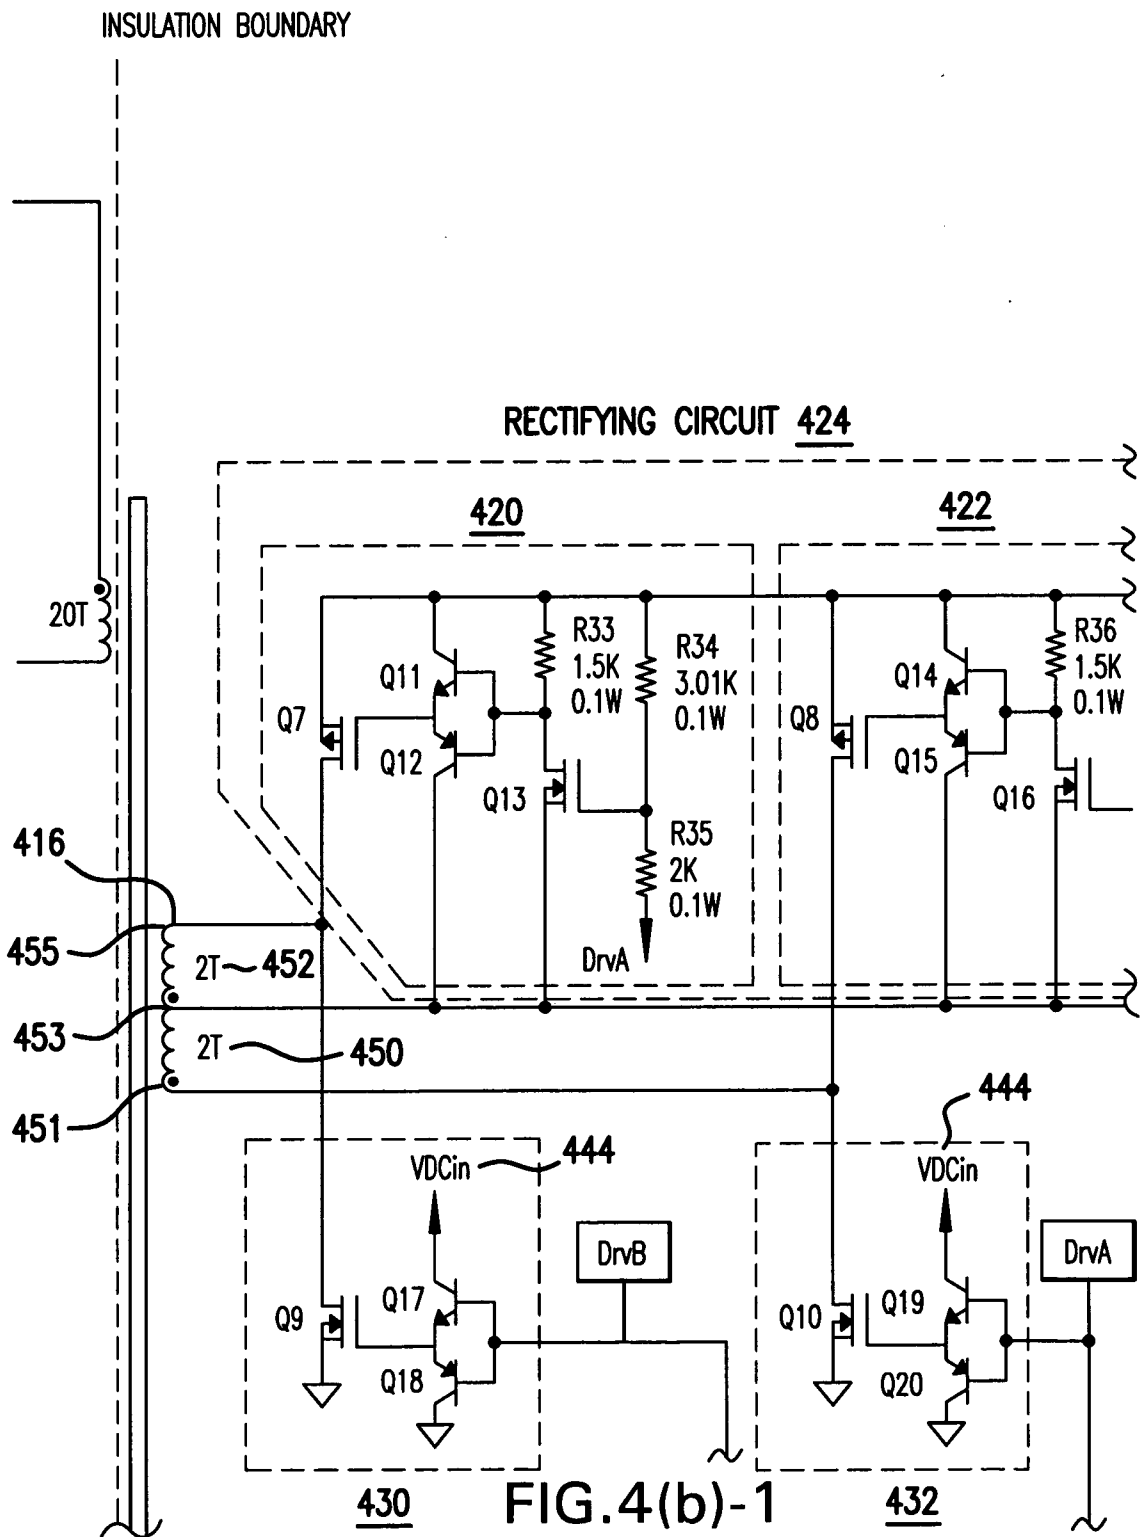 INSULATION BOUNDARY
RECTIFYING CIRCUIT 424
420
422
20T
R33
1.5K
0.1W
R34
3.01K
0.1W
R36
1.5K
0.1W
Q11
Q7
Q12
Q13
Q14
Q8
Q15
Q16
R35
2K
0.1W
DrvA
416
455
2T
452
453
2T
450
451
444
VDCin
444
VDCin
DrvB
DrvA
Q9
Q17
Q18
Q10
Q19
Q20
430
FIG.4(b)-1
432